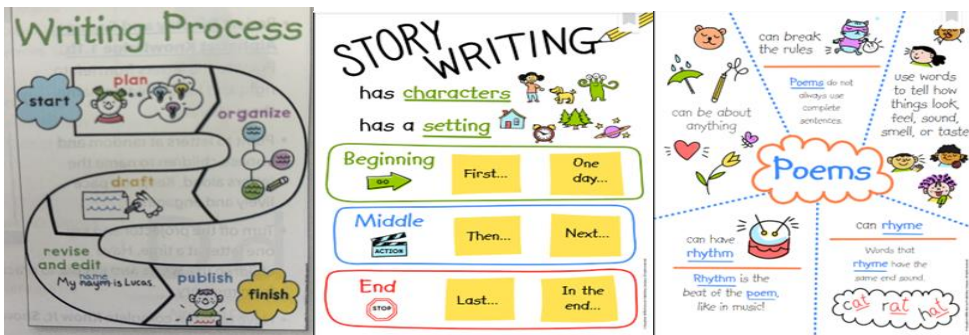 Writing Process
start
plan
organize
draft
revise
and edit
My naym is Lucas.
name
publish
finish
STORY
WRITING
has characters
has a setting
Beginning
GO
First...
One
day...
Middle
ACTION
Then...
Next...
End
STOP
Last...
In the
end...
can be about
anything
can break
the rules
Poems do not
always use
complete
sentences.
use words
to tell how
things look,
feel, sound,
smell, or taste
Poems
can have
rhythm
Rhythm is the
beat of the poem,
like in music!
can rhyme
Words that
rhyme have the
same end sound.
cat rat hat